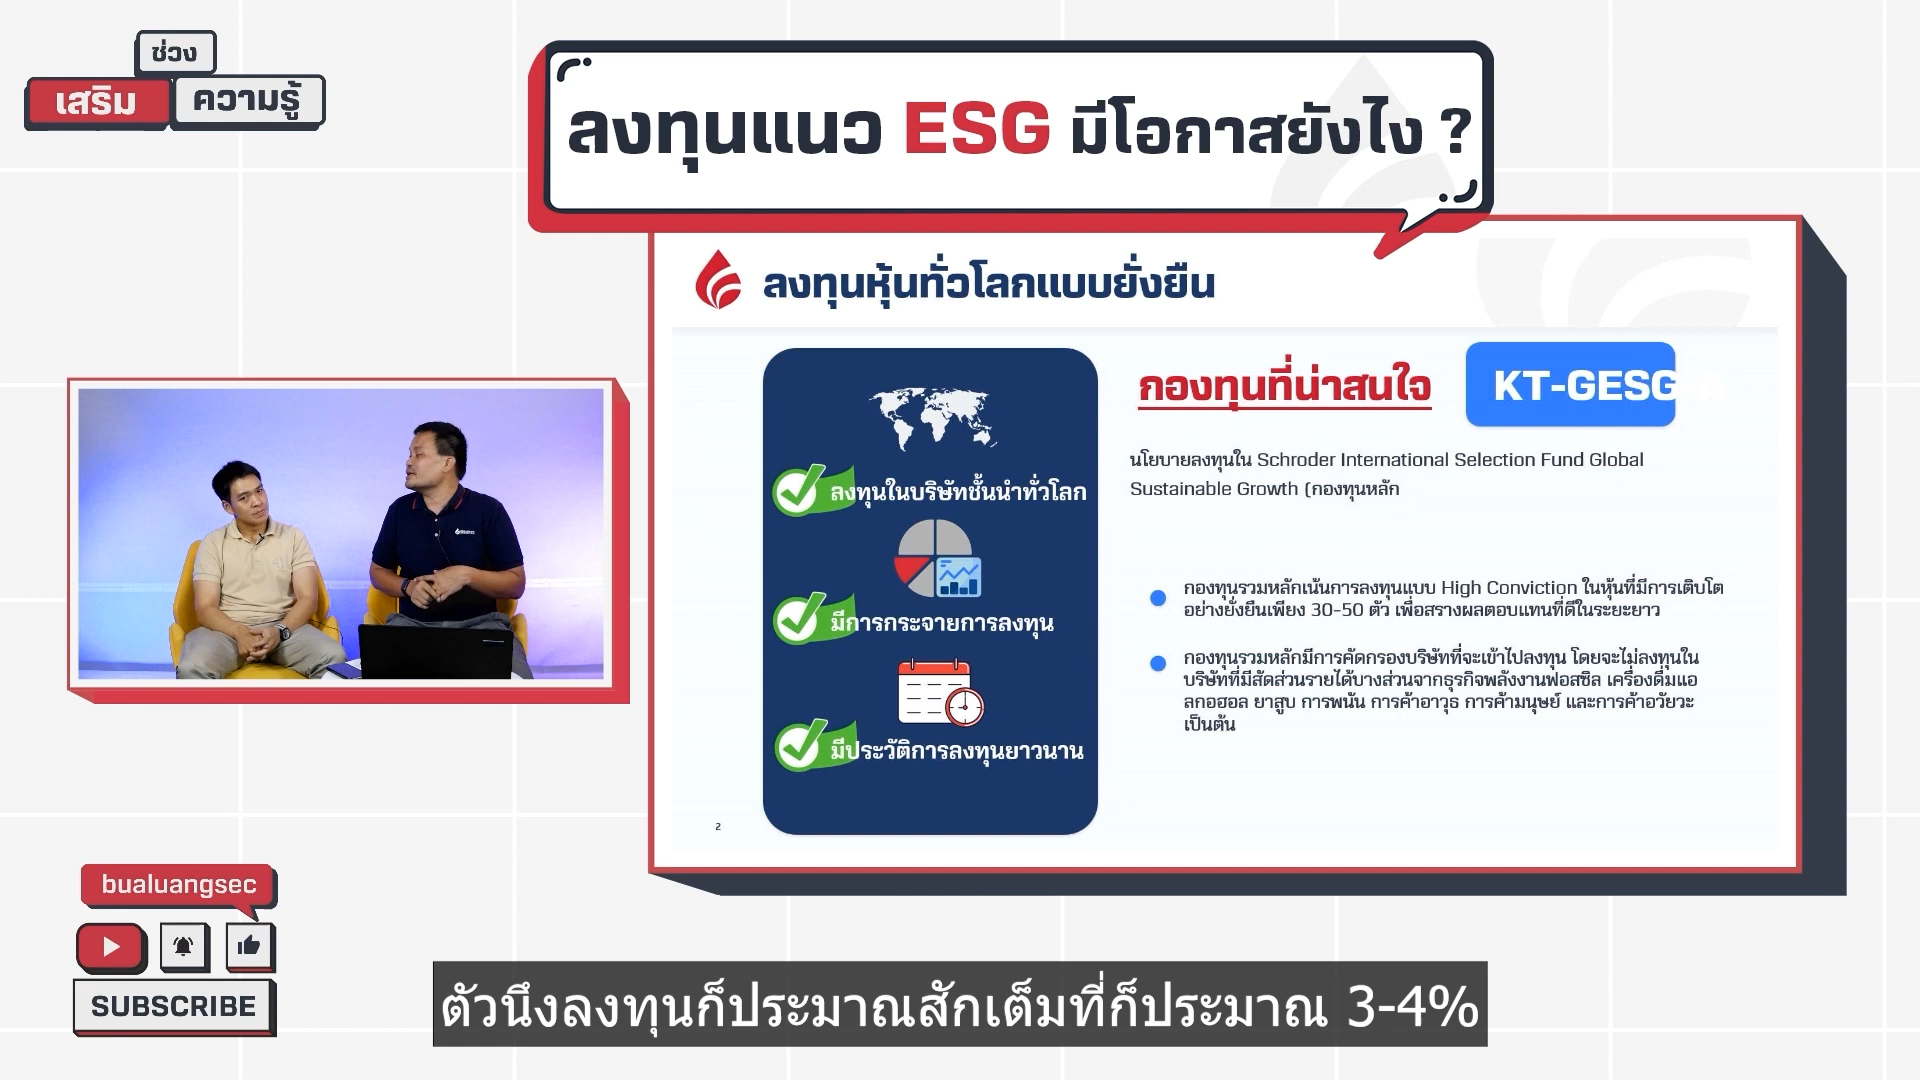 ช่วง
เสริม ความรู้
ลงทุนแนว ESG มีโอกาสยังไง ?
ลงทุนหุ้นทั่วโลกแบบยั่งยืน
ลงทุนในบริษัทชั้นนำทั่วโลก
มีการกระจายการลงทุน
มีประวัติการลงทุนยาวนาน
2
กองทุนที่น่าสนใจ
KT-GESG-A
นโยบายลงทุนใน Schroder International Selection Fund Global
Sustainable Growth (กองทุนหลัก
กองทุนรวมหลักเน้นการลงทุนแบบ High Conviction ในหุ้นที่มีการเติบโต
อย่างยั่งยืนเพียง 30-50 ตัว เพื่อสรางผลตอบแทนที่ดีในระยะยาว
กองทุนรวมหลักมีการคัดกรองบริษัทที่จะเข้าไปลงทุน โดยจะไม่ลงทุนใน
บริษัทที่มีสัดส่วนรายได้บางส่วนจากธุรกิจพลังงานฟอสซิล เครื่องดื่มแอ
ลกอฮอล ยาสูบ การพนัน การค้าอาวุธ การค้ามนุษย์ และการค้าอวัยวะ
เป็นต้น
bualuangsec
SUBSCRIBE
ตัวนึงลงทุนก็ประมาณสักเต็มที่ก็ประมาณ 3-4%